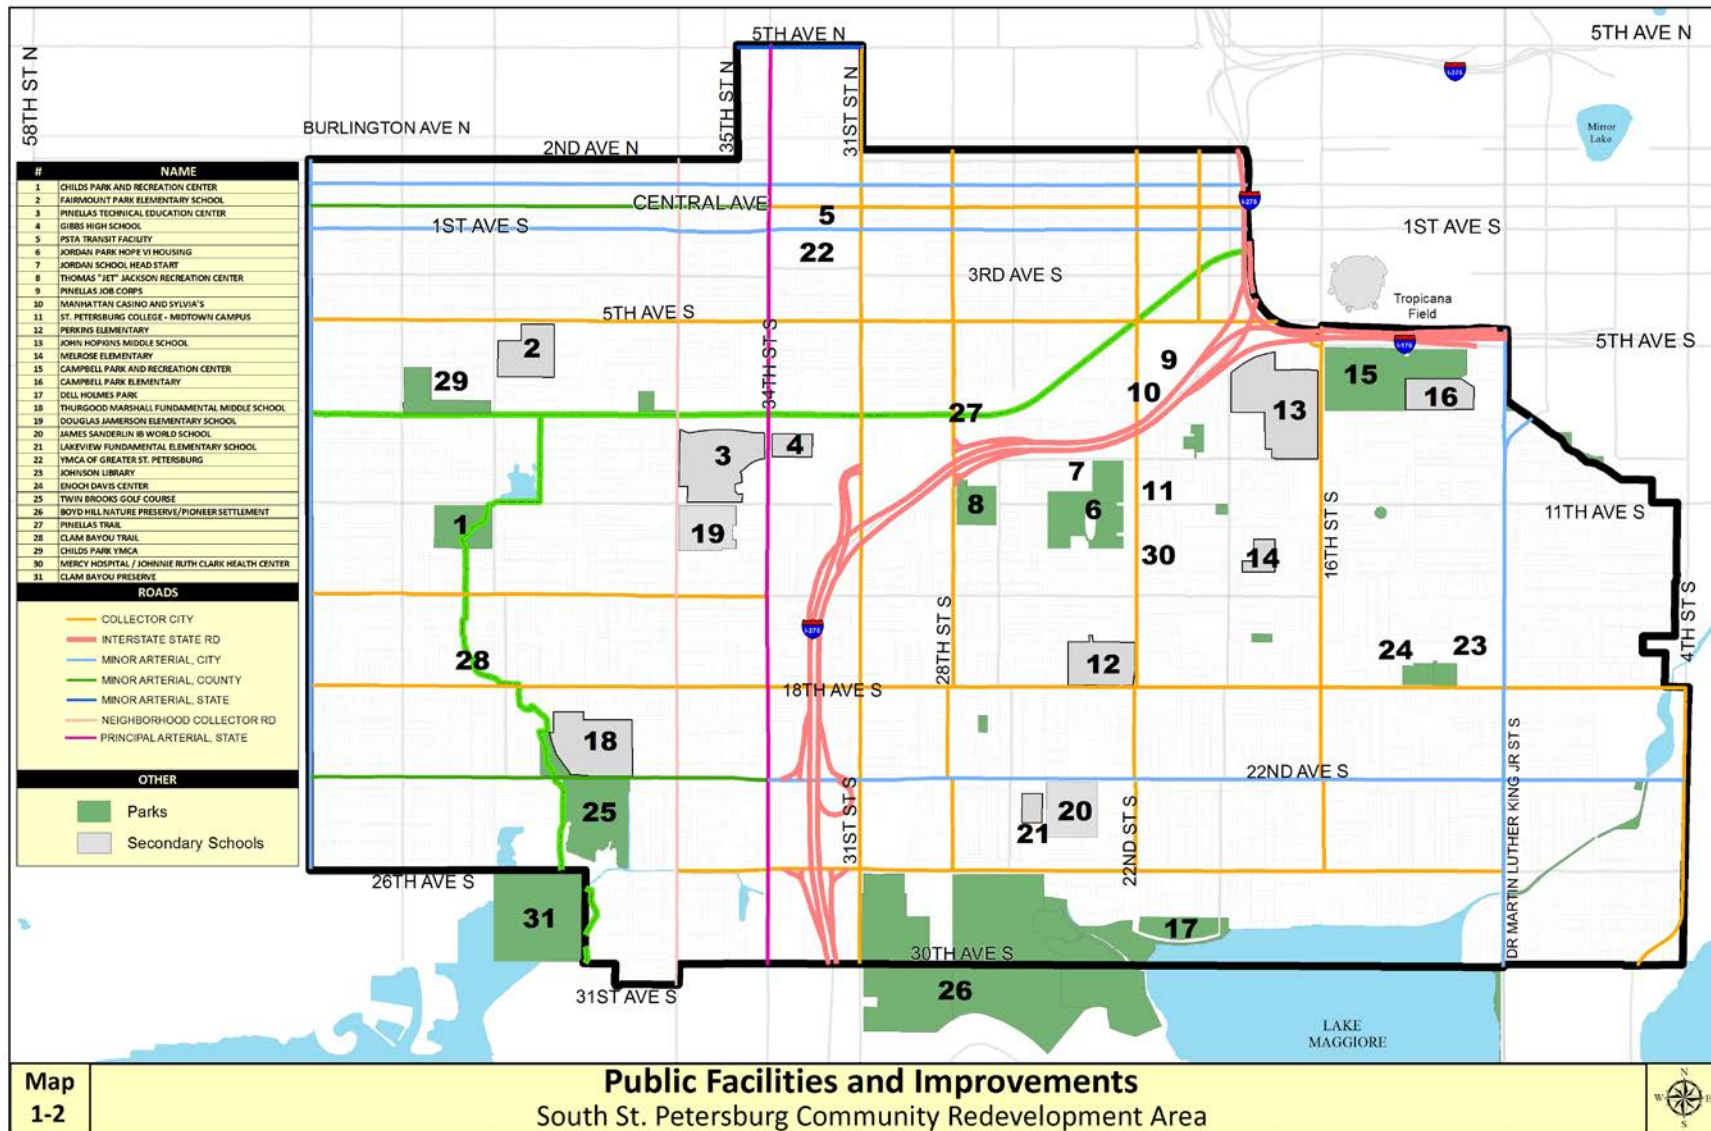 5TH AVE N
5TH AVE N
58TH ST N
35TH ST N
31ST ST N
I-375
BURLINGTON AVE N
2ND AVE N
Mirror
Lake
# NAME
1 CHILDS PARK AND RECREATION CENTER
2 FAIRMOUNT PARK ELEMENTARY SCHOOL
3 PINELLAS TECHNICAL EDUCATION CENTER
4 GIBBS HIGH SCHOOL
5 PSTA TRANSIT FACILITY
6 JORDAN PARK HOPE VI HOUSING
7 JORDAN SCHOOL HEAD START
8 THOMAS "JET" JACKSON RECREATION CENTER
9 PINELLAS JOB CORPS
10 MANHATTAN CASINO AND SYLVIA'S
11 ST. PETERSBURG COLLEGE - MIDTOWN CAMPUS
12 PERKINS ELEMENTARY
13 JOHN HOPKINS MIDDLE SCHOOL
14 MELROSE ELEMENTARY
15 CAMPBELL PARK AND RECREATION CENTER
16 CAMPBELL PARK ELEMENTARY
17 DELL HOLMES PARK
18 THURGOOD MARSHALL FUNDAMENTAL MIDDLE SCHOOL
19 DOUGLAS JAMERSON ELEMENTARY SCHOOL
20 JAMES SANDERLIN IB WORLD SCHOOL
21 LAKEVIEW FUNDAMENTAL ELEMENTARY SCHOOL
22 YMCA OF GREATER ST. PETERSBURG
23 JOHNSON LIBRARY
24 ENOCH DAVIS CENTER
25 TWIN BROOKS GOLF COURSE
26 BOYD HILL NATURE PRESERVE/PIONEER SETTLEMENT
27 PINELLAS TRAIL
28 CLAM BAYOU TRAIL
29 CHILDS PARK YMCA
30 MERCY HOSPITAL / JOHNNIE RUTH CLARK HEALTH CENTER
31 CLAM BAYOU PRESERVE
ROADS
COLLECTOR CITY
INTERSTATE STATE RD
MINOR ARTERIAL, CITY
MINOR ARTERIAL, COUNTY
MINOR ARTERIAL, STATE
NEIGHBORHOOD COLLECTOR RD
PRINCIPAL ARTERIAL, STATE
OTHER
Parks
Secondary Schools
CENTRAL AVE
5
I-275
1ST AVE S
1ST AVE S
22
3RD AVE S
Tropicana
Field
5TH AVE S
34TH ST S
5TH AVE S
I-175
2
9
29
10
15
16
27
13
3
4
7
11
8
6
1
19
30
14
16TH ST S
11TH AVE S
28TH ST S
I-275
4TH ST S
28
12
24
23
18TH AVE S
18
22ND AVE S
25
31ST ST S
21
20
22ND ST S
DR MARTIN LUTHER KING JR ST S
26TH AVE S
31
17
30TH AVE S
26
31ST AVE S
LAKE
MAGGIORE
Map
1-2
Public Facilities and Improvements
South St. Petersburg Community Redevelopment Area
N
W
E
S